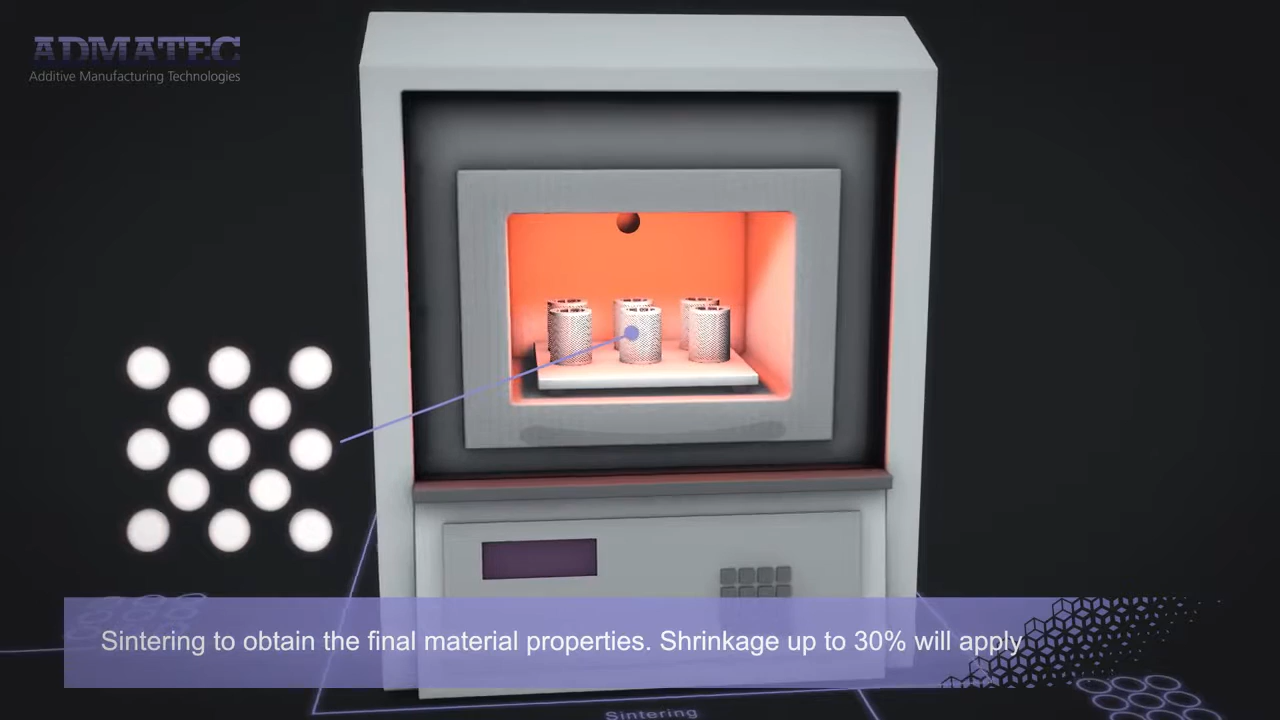 ADMATEC
Additive Manufacturing Technologies
Sintering to obtain the final material properties. Shrinkage up to 30% will apply
Sintering